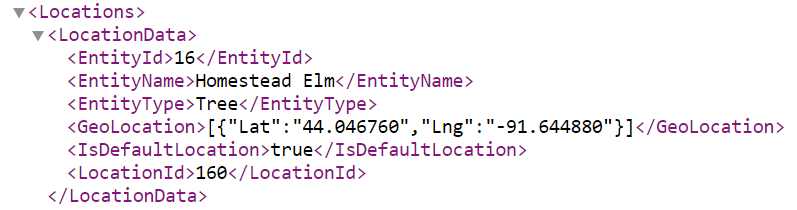 <Locations>
<LocationData>
<EntityId>16</EntityId>
<EntityName>Homestead Elm</EntityName>
<EntityType>Tree</EntityType>
<GeoLocation>[{"Lat":"44.046760","Lng":"-91.644880"}]</GeoLocation>
<IsDefaultLocation>true</IsDefaultLocation>
<LocationId>160</LocationId>
</LocationData>